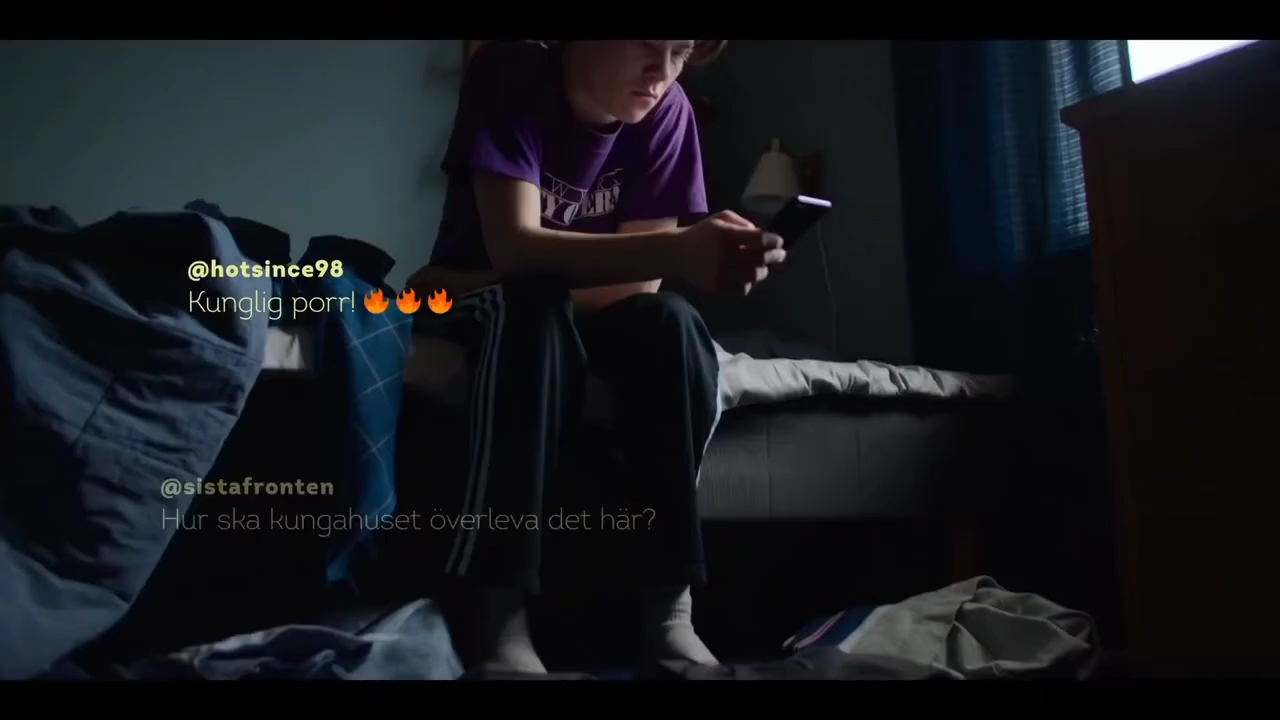 @hotsince98
Kunglig porr! 🔥🔥🔥
@sistafronten
Hur ska kungahuset överleva det här?